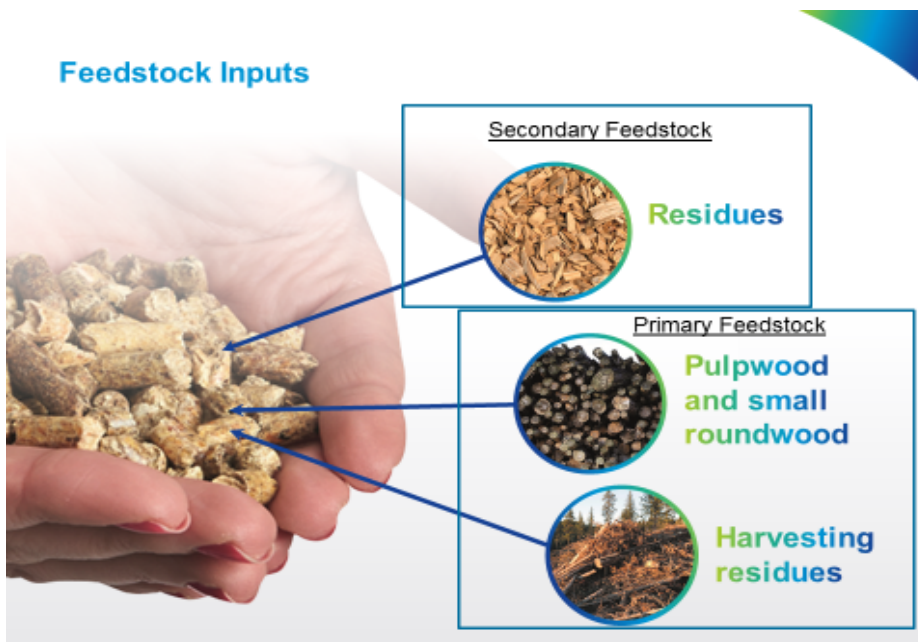 Feedstock Inputs
Secondary Feedstock
Residues
Primary Feedstock
Pulpwood
and small
roundwood
Harvesting
residues